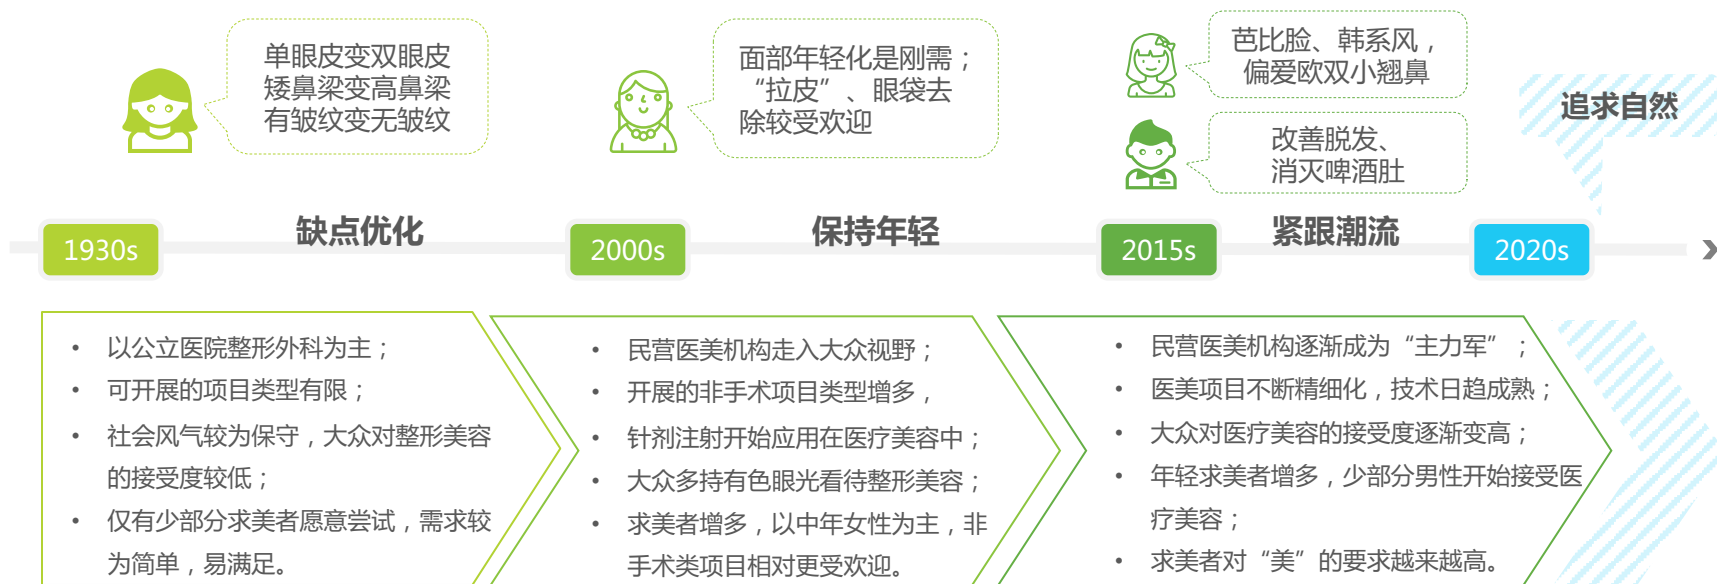 单眼皮变双眼皮
矮鼻梁变高鼻梁
有皱纹变无皱纹
面部年轻化是刚需；
“拉皮”、眼袋去
除较受欢迎
芭比脸、韩系风，
偏爱欧双小翘鼻
改善脱发、
消灭啤酒肚
追求自然
1930s
缺点优化
2000s
保持年轻
2015s
紧跟潮流
2020s
• 以公立医院整形外科为主；
• 可开展的项目类型有限；
• 社会风气较为保守，大众对整形美容
的接受度较低；
• 仅有少部分求美者愿意尝试，需求较
为简单，易满足。
• 民营医美机构走入大众视野；
• 开展的非手术项目类型增多，
• 针剂注射开始应用在医疗美容中；
• 大众多持有色眼光看待整形美容；
• 求美者增多，以中年女性为主，非
手术类项目相对更受欢迎。
• 民营医美机构逐渐成为“主力军”；
• 医美项目不断精细化，技术日趋成熟；
• 大众对医疗美容的接受度逐渐变高；
• 年轻求美者增多，少部分男性开始接受医
疗美容；
• 求美者对“美”的要求越来越高。